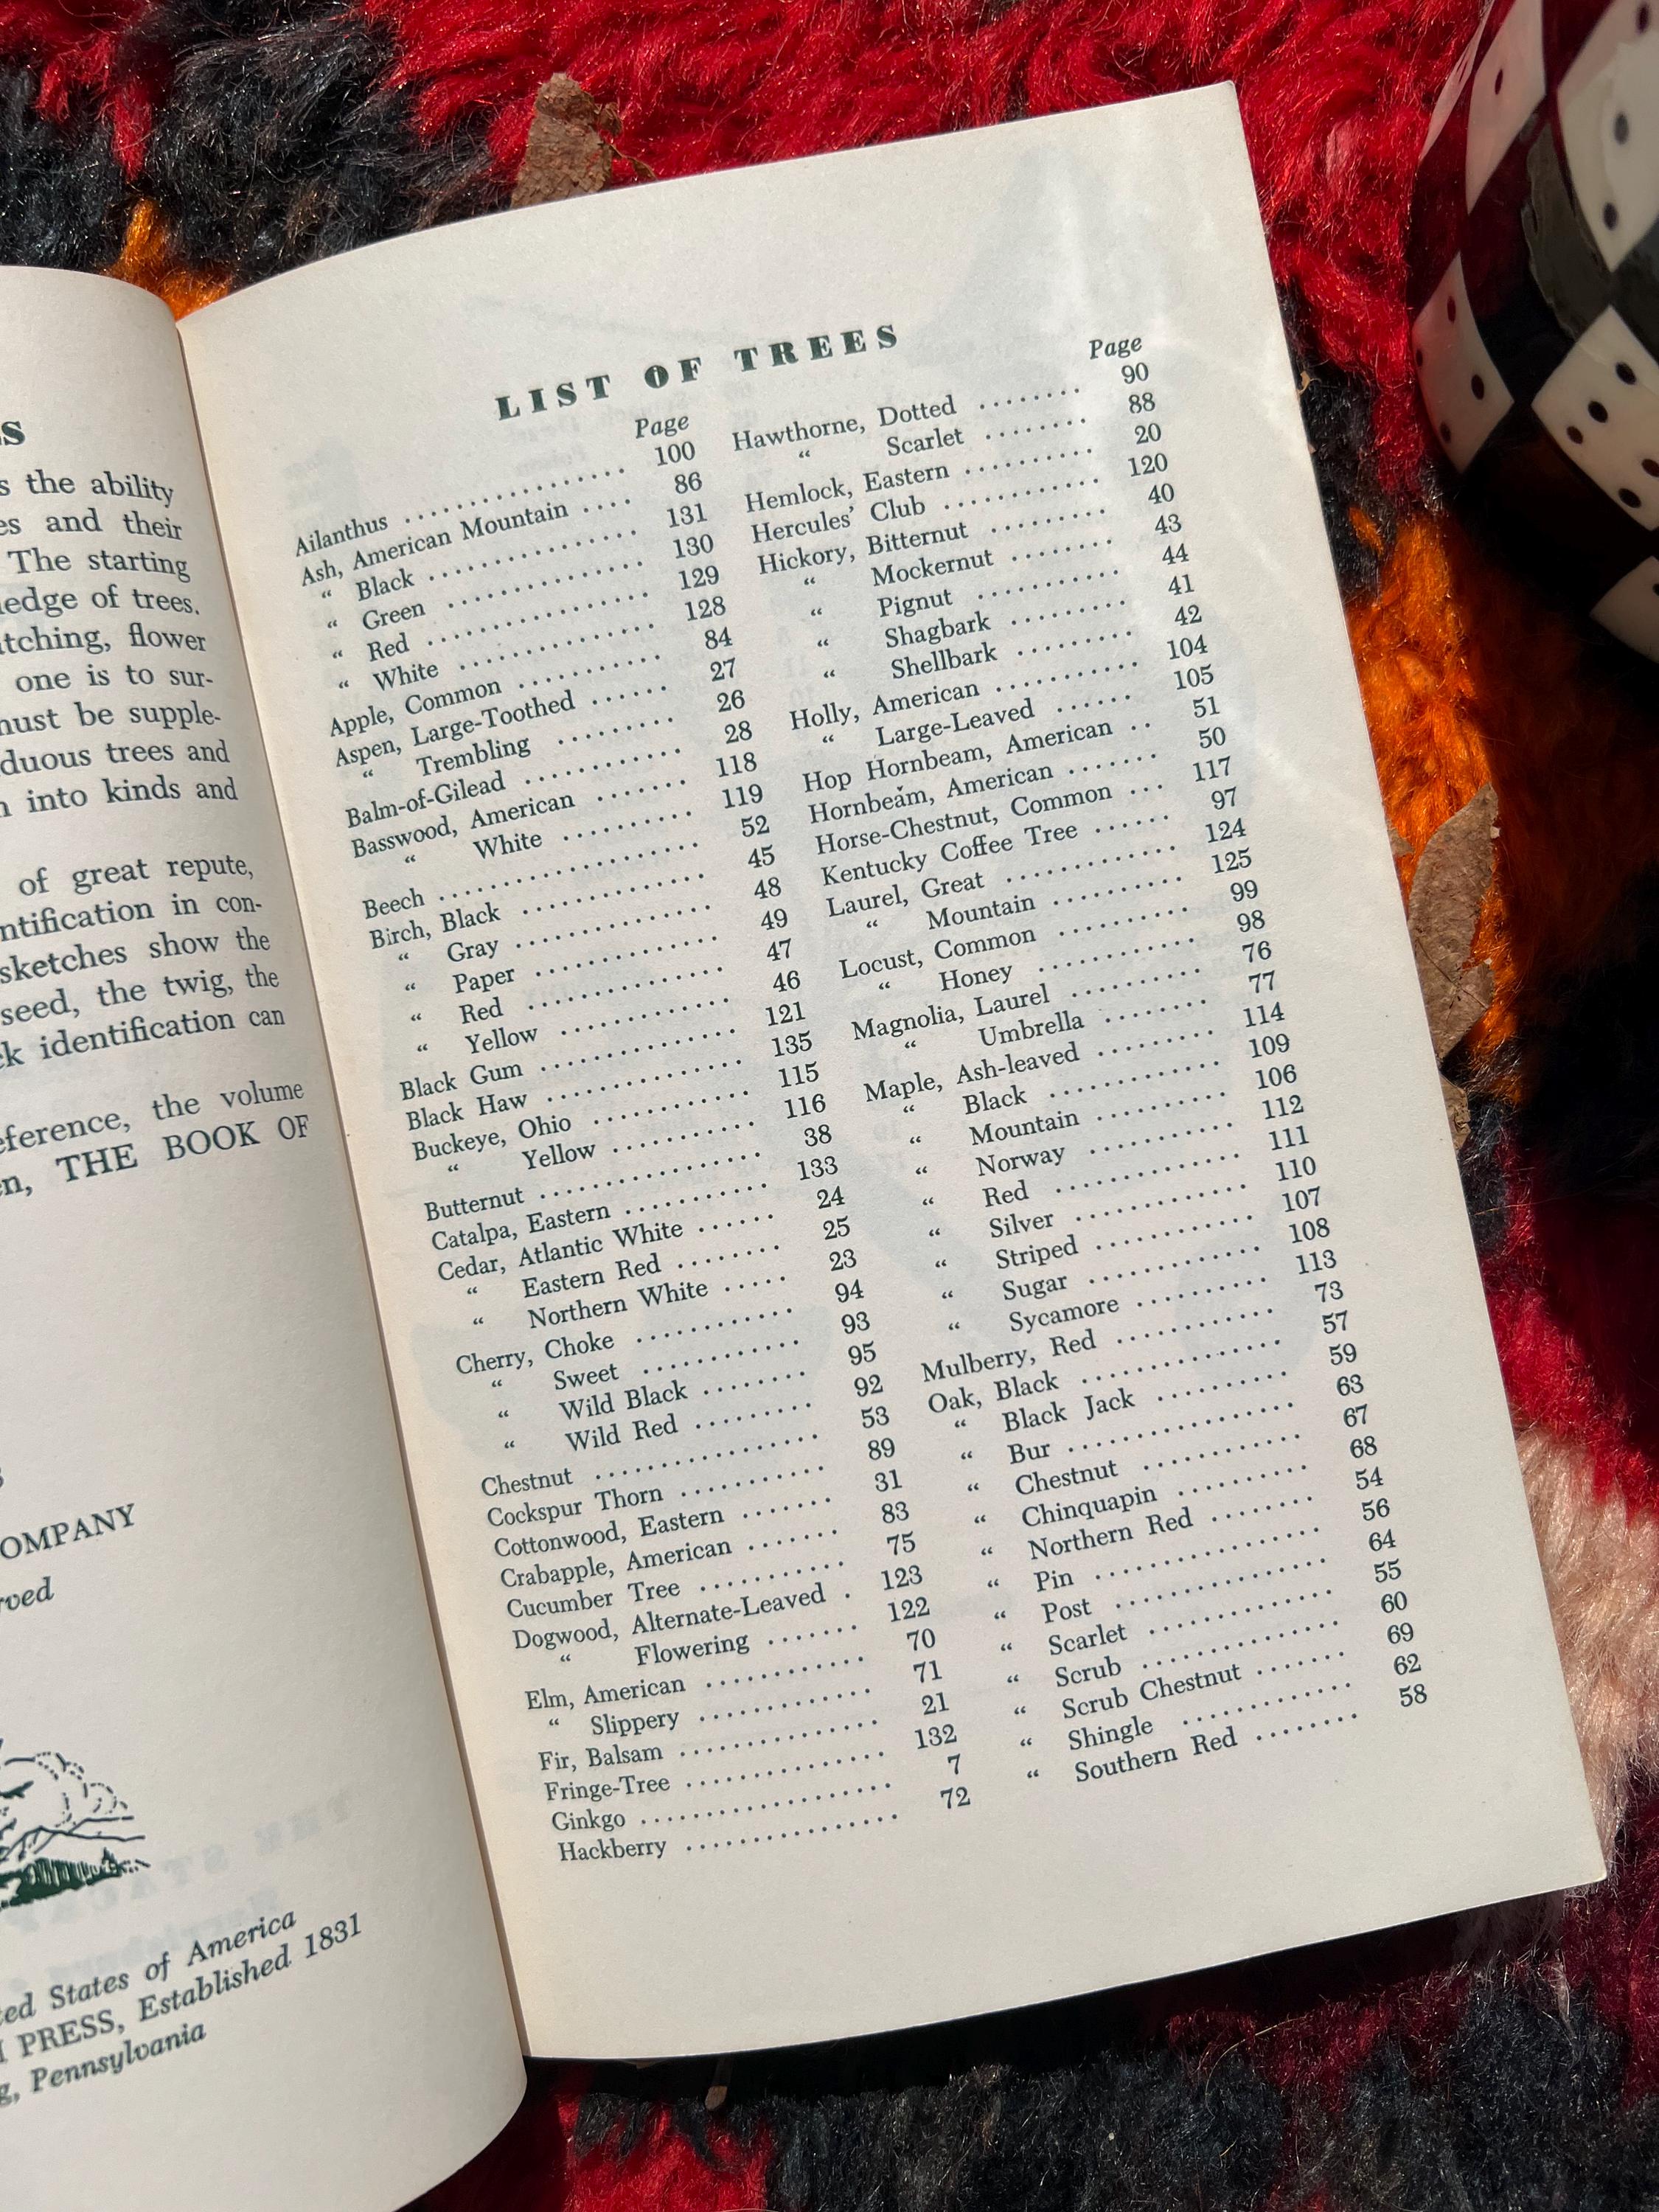 s the ability
es and their
The starting
edge of trees.
tching, flower
one is to sur-
must be supple-
duous trees and
n into kinds and
of great repute,
ntification in con-
sketches show the
seed, the twig, the
ck identification can
eference, the volume
en, THE BOOK OF
OMPANY
rved
ted States of America
PRESS, Established 1831
g, Pennsylvania
LIST OF TREES
Page
Ailanthus .................... 100
Ash, American Mountain .... 86
“ Black .................. 131
“ Green .................. 130
“ Red .................. 129
“ White .................. 128
Apple, Common ............ 84
Aspen, Large-Toothed ...... 27
“ Trembling .......... 26
Balm-of-Gilead ............ 28
Basswood, American ....... 118
“ White .......... 119
Beech .................... 52
Birch, Black .............. 45
“ Gray .............. 48
“ Paper .............. 49
“ Red .............. 47
“ Yellow .............. 46
Black Gum ................ 121
Black Haw ................ 135
Buckeye, Ohio ............ 115
“ Yellow ............ 116
Butternut ................ 38
Catalpa, Eastern ............ 133
Cedar, Atlantic White ...... 24
“ Eastern Red ........ 25
“ Northern White ..... 23
Cherry, Choke ............ 94
“ Sweet ............ 93
“ Wild Black ........ 95
“ Wild Red ......... 92
Chestnut ................ 53
Cockspur Thorn ............ 89
Cottonwood, Eastern ....... 31
Crabapple, American ....... 83
Cucumber Tree ............ 75
Dogwood, Alternate-Leaved . 123
“ Flowering ....... 122
Elm, American ............ 70
“ Slippery ............ 71
Fir, Balsam .............. 21
Fringe-Tree .............. 132
Ginkgo .................. 7
Hackberry ................ 72
Page
Hawthorne, Dotted ........ 90
“ Scarlet ........ 88
Hemlock, Eastern .......... 20
Hercules’ Club ............ 120
Hickory, Bitternut ......... 40
“ Mockernut ........ 43
“ Pignut ............ 44
“ Shagbark ......... 41
“ Shellbark ......... 42
Holly, American ........... 104
“ Large-Leaved ...... 105
Hop Hornbeam, American .. 51
Hornbeam, American ....... 50
Horse-Chestnut, Common ... 117
Kentucky Coffee Tree ...... 97
Laurel, Great ............. 124
“ Mountain .......... 125
Locust, Common .......... 99
“ Honey ............ 98
Magnolia, Laurel .......... 76
“ Umbrella ........ 77
Maple, Ash-leaved ......... 114
“ Black ............. 109
“ Mountain .......... 106
“ Norway ........... 112
“ Red .............. 111
“ Silver ............ 110
“ Striped ............ 107
“ Sugar ............. 108
“ Sycamore .......... 113
Mulberry, Red ............ 73
Oak, Black ............... 57
“ Black Jack .......... 59
“ Bur ................ 63
“ Chestnut ............ 67
“ Chinquapin .......... 68
“ Northern Red ........ 54
“ Pin ................ 56
“ Post ................ 64
“ Scarlet .............. 55
“ Scrub .............. 60
“ Scrub Chestnut ....... 69
“ Shingle ............. 62
“ Southern Red ........ 58